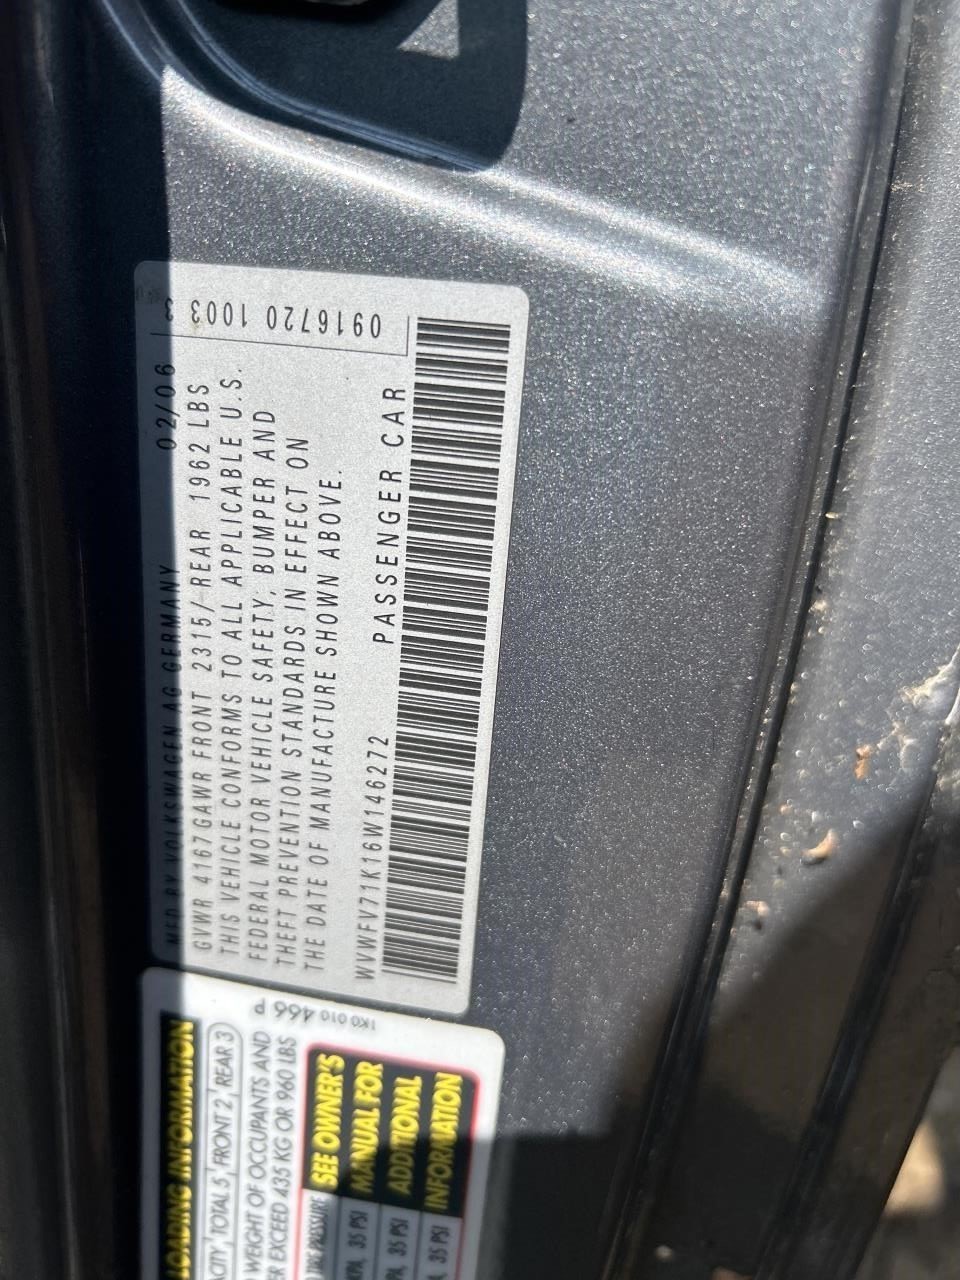 MFD BY VOLKSWAGEN AG GERMANY 02/06
GVWR 4167 GAWR FRONT 2315/ REAR 1962 LBS
THIS VEHICLE CONFORMS TO ALL APPLICABLE U.S.
FEDERAL MOTOR VEHICLE SAFETY, BUMPER AND
THEFT PREVENTION STANDARDS IN EFFECT ON
THE DATE OF MANUFACTURE SHOWN ABOVE.
WVWFV71K16W146272 PASSENGER CAR
0916720 1003 3
1K0 010 466 P
LOADING INFORMATION
TOTAL 5 FRONT 2 REAR 3
WEIGHT OF OCCUPANTS AND
EXCEED 435 KG OR 960 LBS
PRESSURE
35 PSI
35 PSI
35 PSI
SEE OWNER'S
MANUAL FOR
ADDITIONAL
INFORMATION